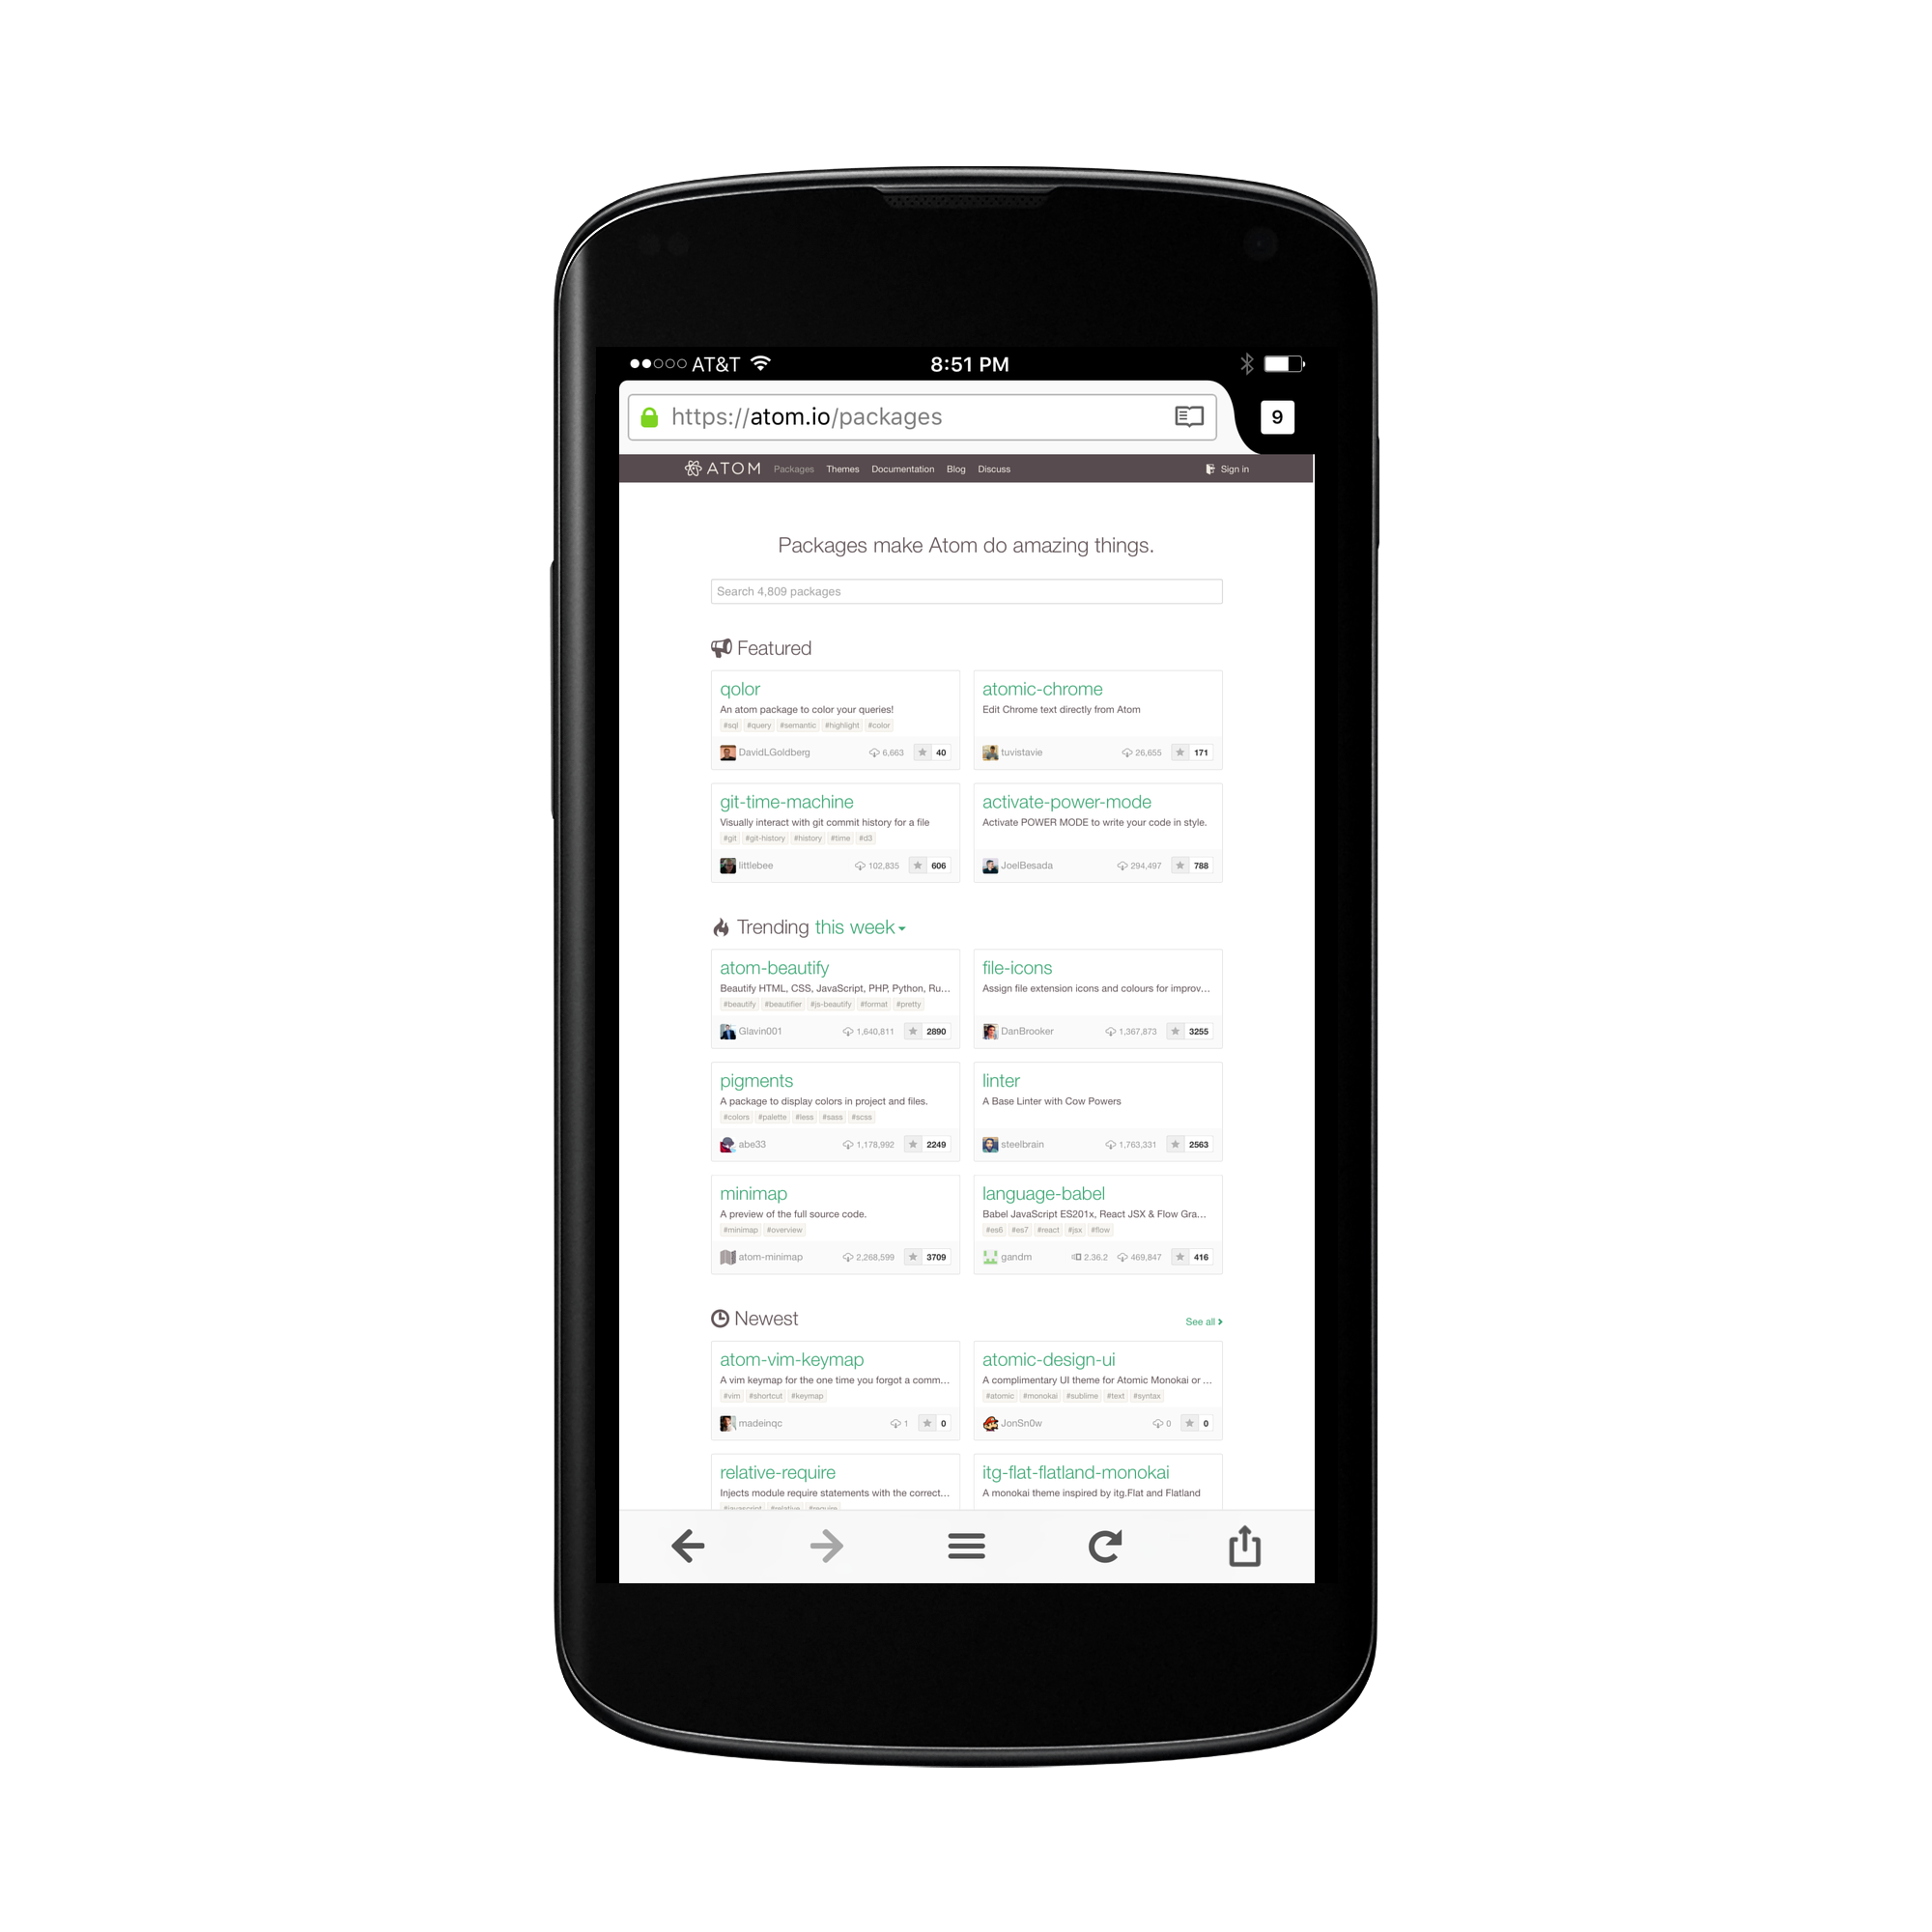 AT&T 8:51 PM
https://atom.io/packages 9
ATOM Packages Themes Documentation Blog Discuss Sign in
Packages make Atom do amazing things.
Search 4,809 packages
Featured
qolor
An atom package to color your queries!
#sql #query #semantic #highlight #color
DavidLGoldberg 6,663 40
atomic-chrome
Edit Chrome text directly from Atom
tuvistavie 26,655 171
git-time-machine
Visually interact with git commit history for a file
#git #git-history #history #time #d3
littlebee 102,835 606
activate-power-mode
Activate POWER MODE to write your code in style.
JoelBesada 294,497 788
Trending this week
atom-beautify
Beautify HTML, CSS, JavaScript, PHP, Python, Ru...
#beautify #beautifier #js-beautify #format #pretty
Glavin001 1,640,811 2890
file-icons
Assign file extension icons and colours for improv...
DanBrooker 1,367,873 3255
pigments
A package to display colors in project and files.
#colors #palette #less #sass #scss
abe33 1,178,992 2249
linter
A Base Linter with Cow Powers
steelbrain 1,763,331 2563
minimap
A preview of the full source code.
#minimap #overview
atom-minimap 2,268,599 3709
language-babel
Babel JavaScript ES201x, React JSX & Flow Gra...
#es6 #es7 #react #jsx #flow
gandm 2.36.2 469,847 416
Newest
See all
atom-vim-keymap
A vim keymap for the one time you forgot a comm...
#vim #shortcut #keymap
madeinqc 1 0
atomic-design-ui
A complimentary UI theme for Atomic Monokai or ...
#atomic #monokai #sublime #text #syntax
JonSn0w 0 0
relative-require
Injects module require statements with the correct...
#javascript #relative #require
itg-flat-flatland-monokai
A monokai theme inspired by itg.Flat and Flatland